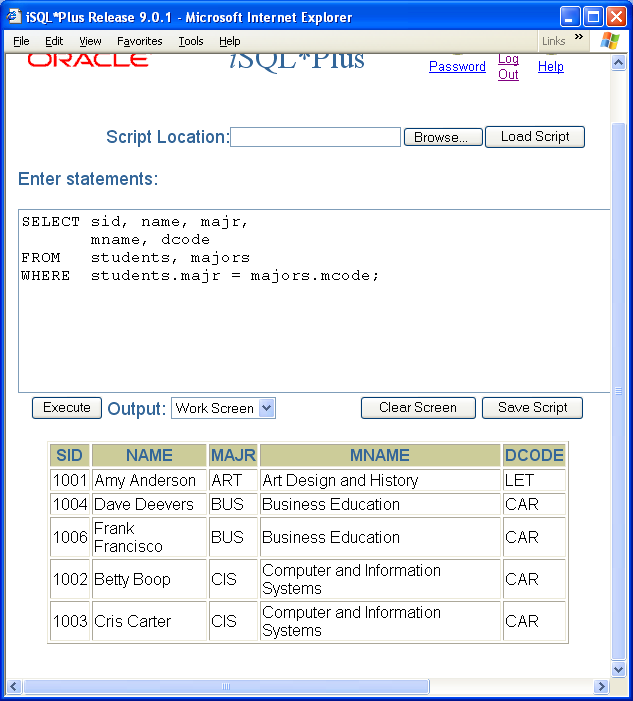 iSQL*Plus Release 9.0.1 - Microsoft Internet Explorer
File Edit View Favorites Tools Help Links »
ORACLE iSQL*Plus Password Log Out Help
Script Location: Browse... Load Script
Enter statements:
SELECT sid, name, majr,
mname, dcode
FROM students, majors
WHERE students.majr = majors.mcode;
Execute Output: Work Screen Clear Screen Save Script
SID NAME MAJR MNAME DCODE
1001 Amy Anderson ART Art Design and History LET
1004 Dave Deevers BUS Business Education CAR
1006 Frank Francisco BUS Business Education CAR
1002 Betty Boop CIS Computer and Information Systems CAR
1003 Cris Carter CIS Computer and Information Systems CAR